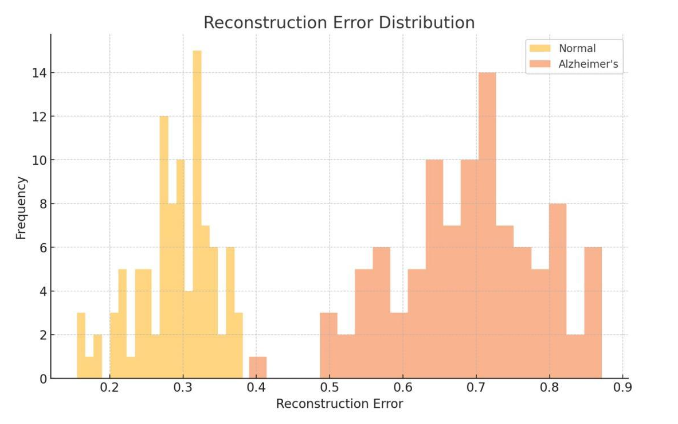 Reconstruction Error Distribution
Normal
Alzheimer's
14
12
10
8
6
4
2
0
Frequency
0.2 0.3 0.4 0.5 0.6 0.7 0.8 0.9
Reconstruction Error